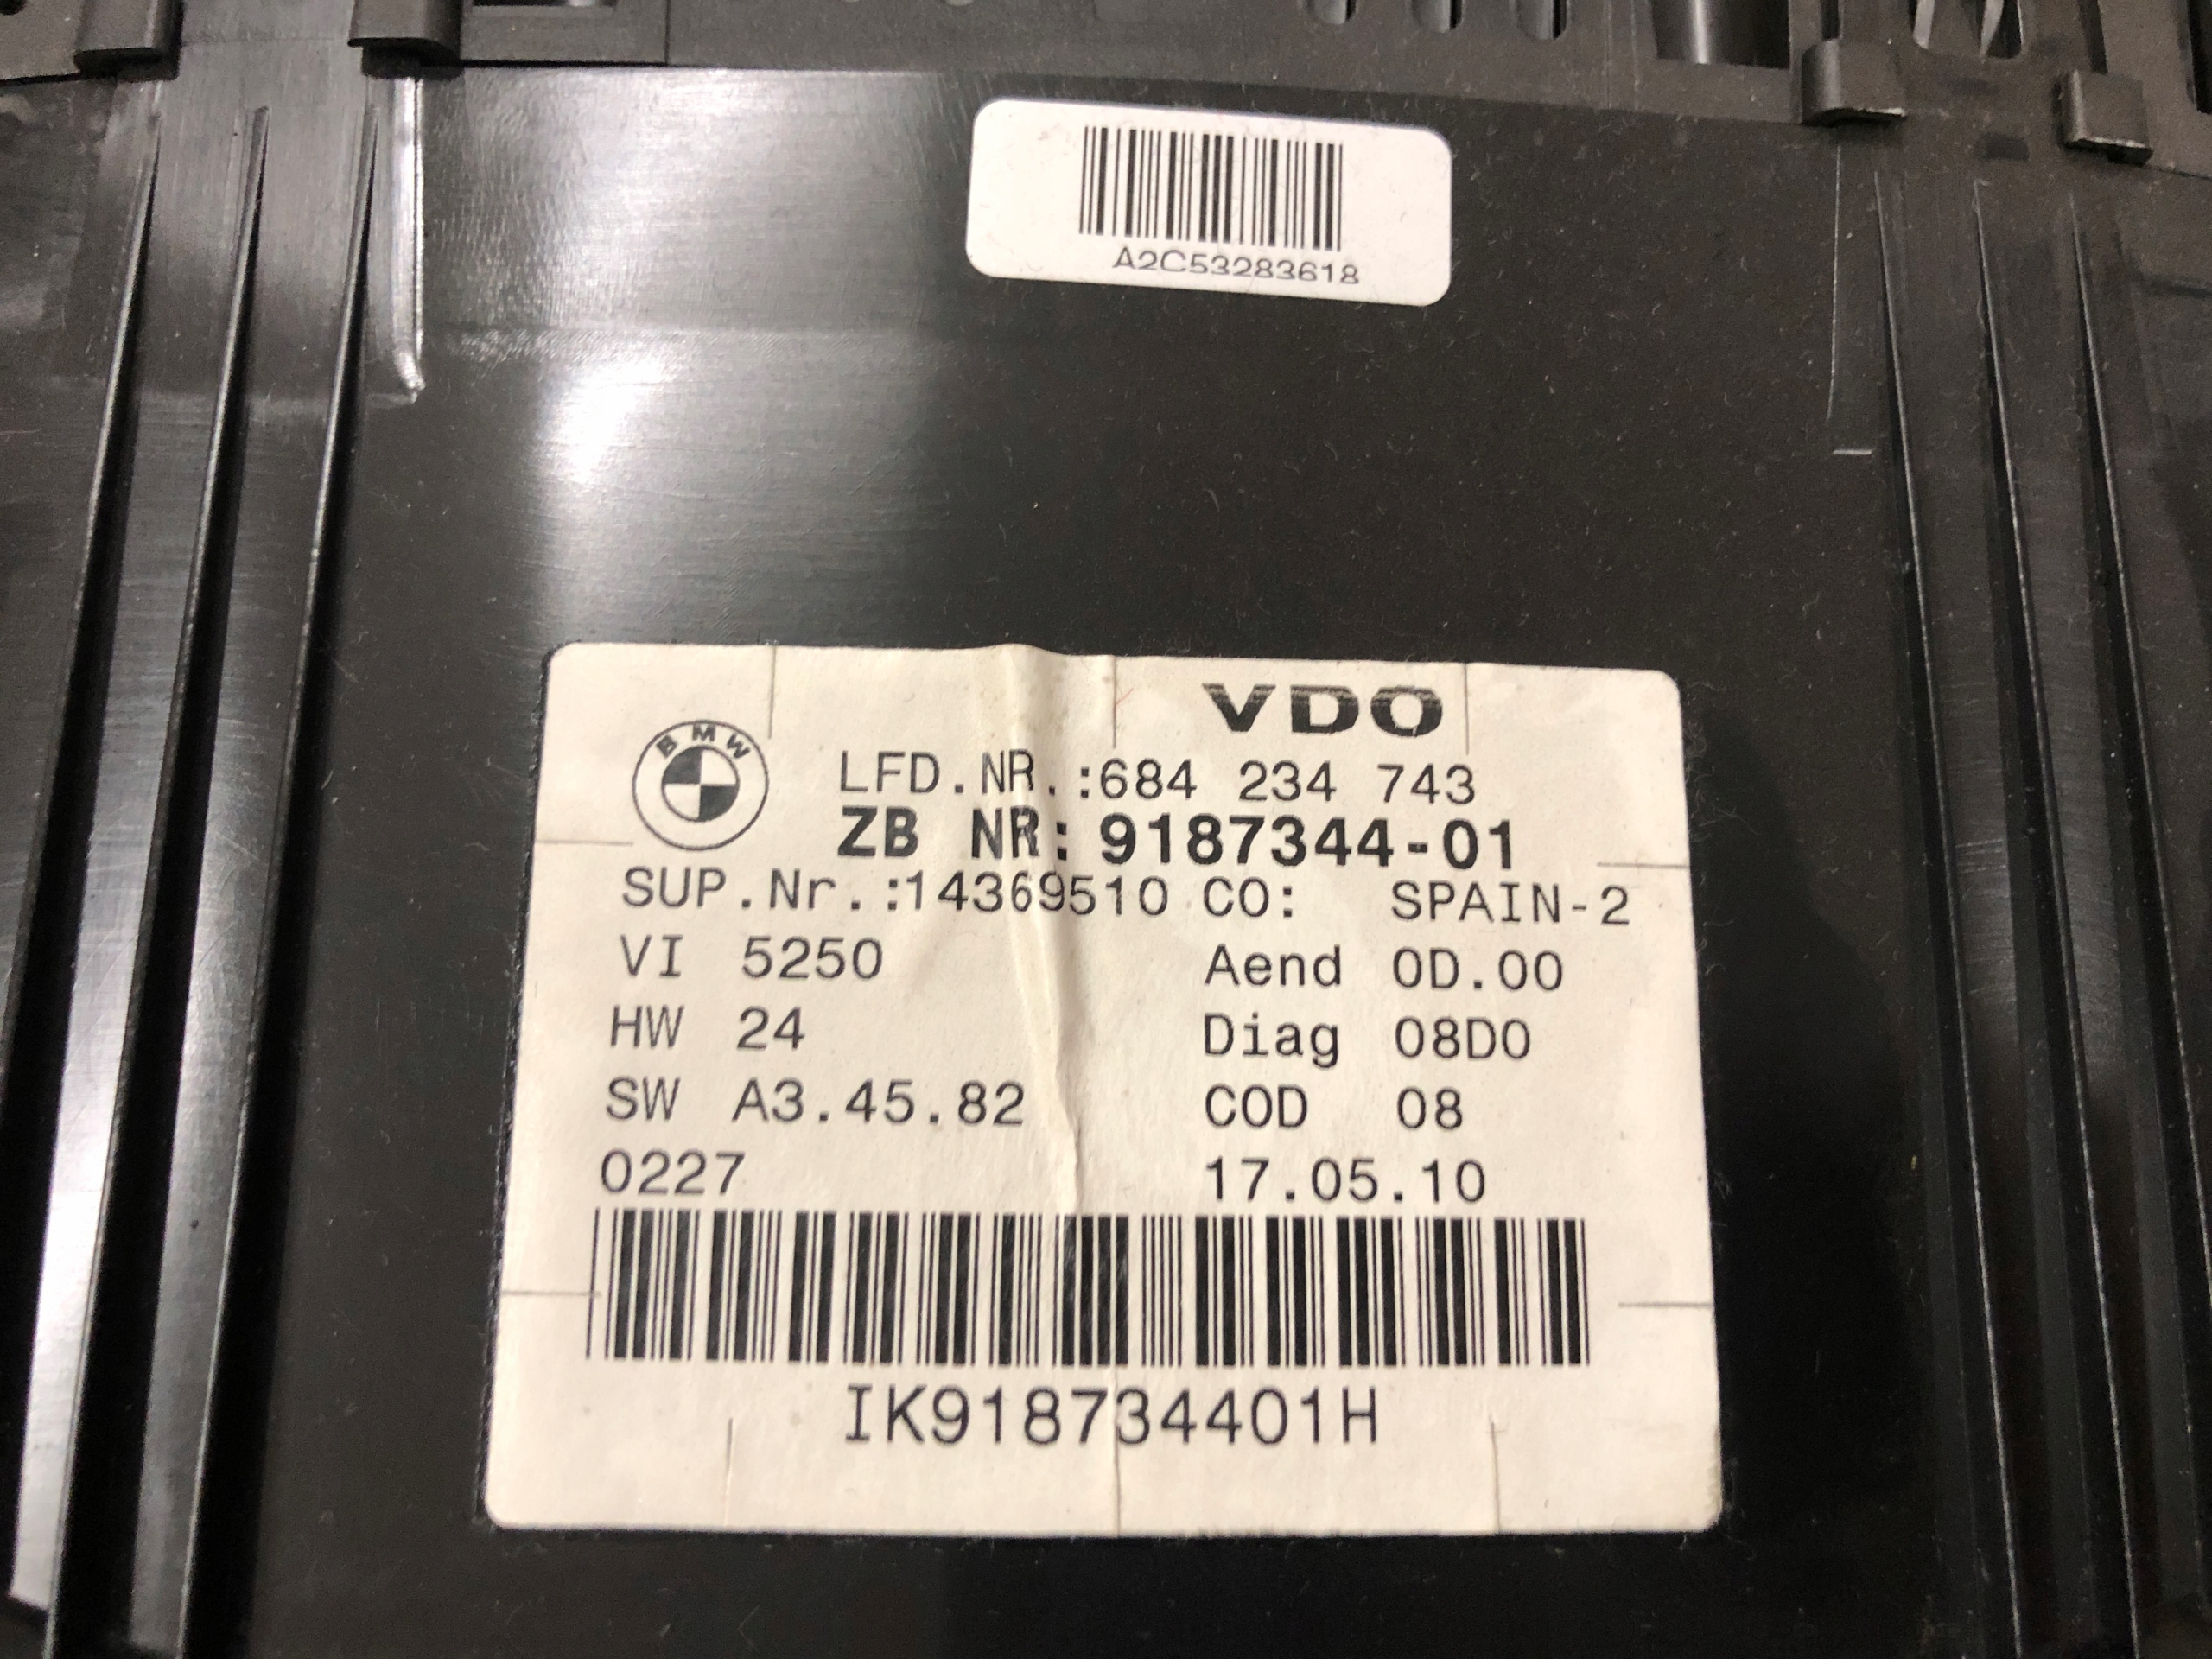 A2C53283618
VDO
BMW
LFD.NR.:684 234 743
ZB NR:9187344-01
SUP.Nr.:14369510 CO: SPAIN-2
VI 5250 Aend 0D.00
HW 24 Diag 08D0
SW A3.45.82 COD 08
0227 17.05.10
IK918734401H